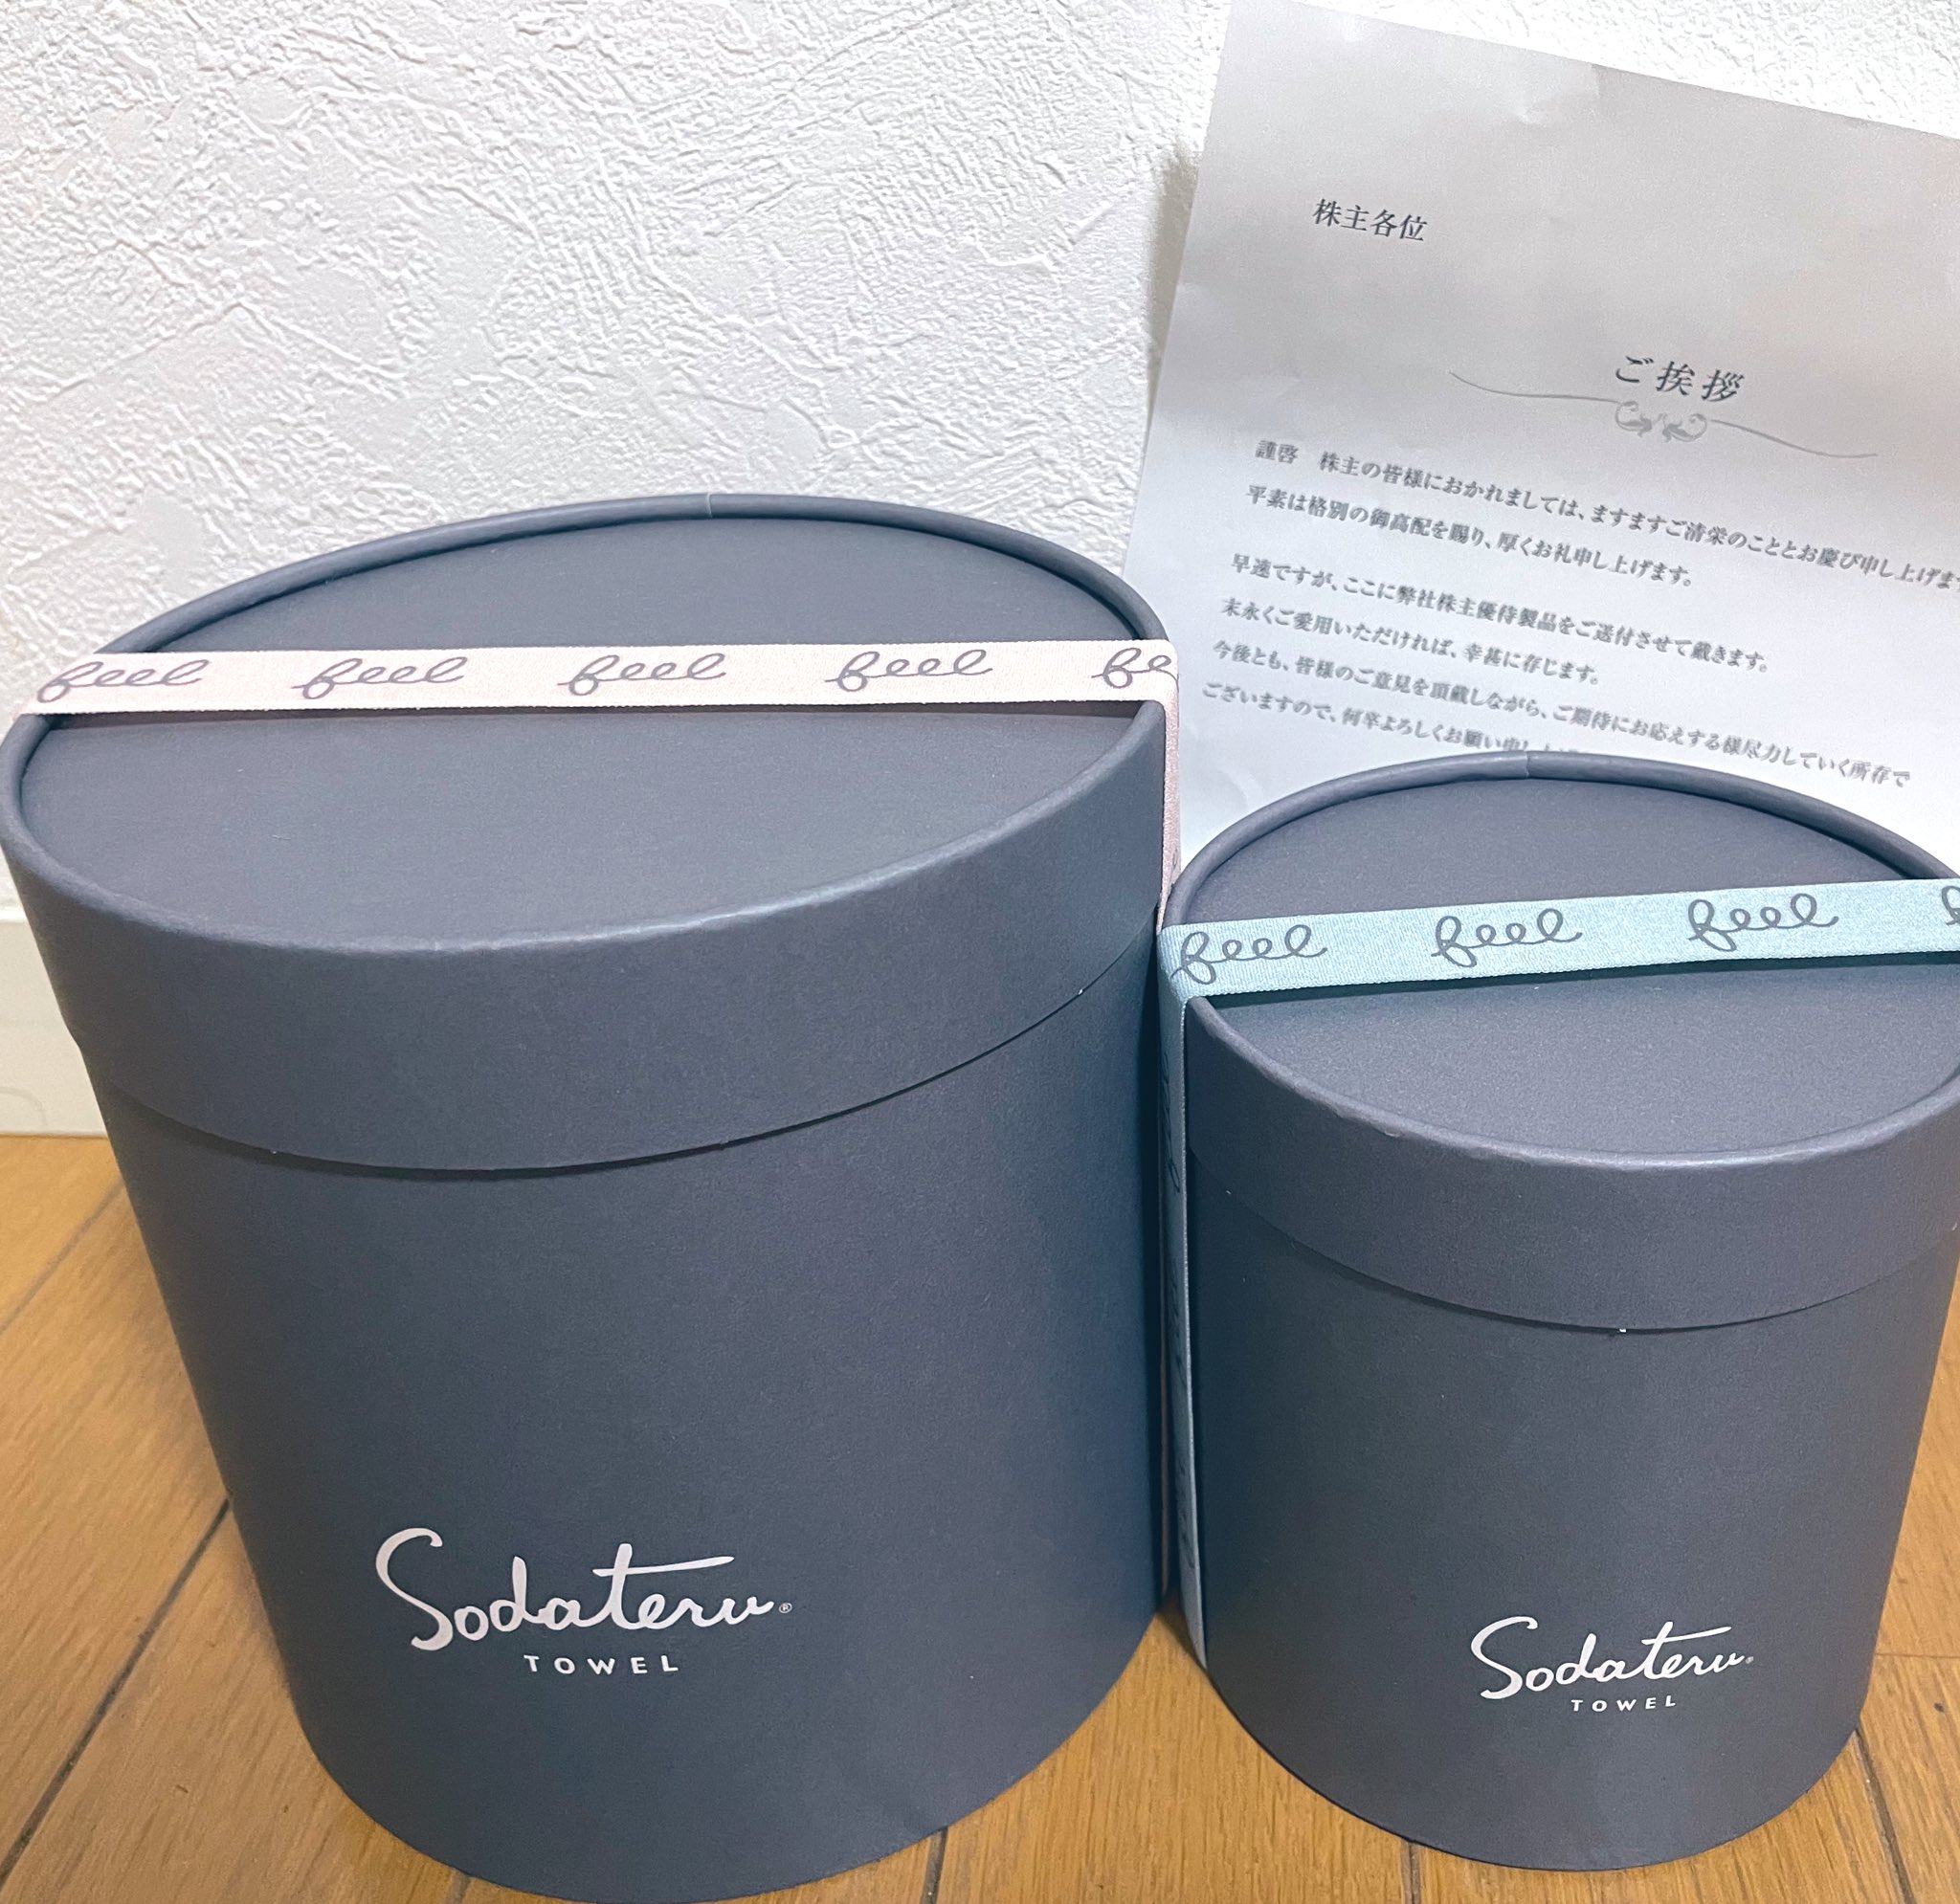 株主各位
ご挨拶
謹啓　株主の皆様におかれましては、ますますご清栄のこととお慶び申し上げます
平素は格別の御高配を賜り、厚くお礼申し上げます。
早速ですが、ここに弊社株主優待製品をご送付させて戴きます。
末永くご愛用いただければ、幸甚に存じます。
今後とも、皆様のご意見を頂戴しながら、ご期待にお応えする様尽力していく所存で
ございますので、何卒よろしくお願い申し上げ
feel feel feel feel fe
feel feel feel
Sodateru®
TOWEL
Sodateru®
TOWEL